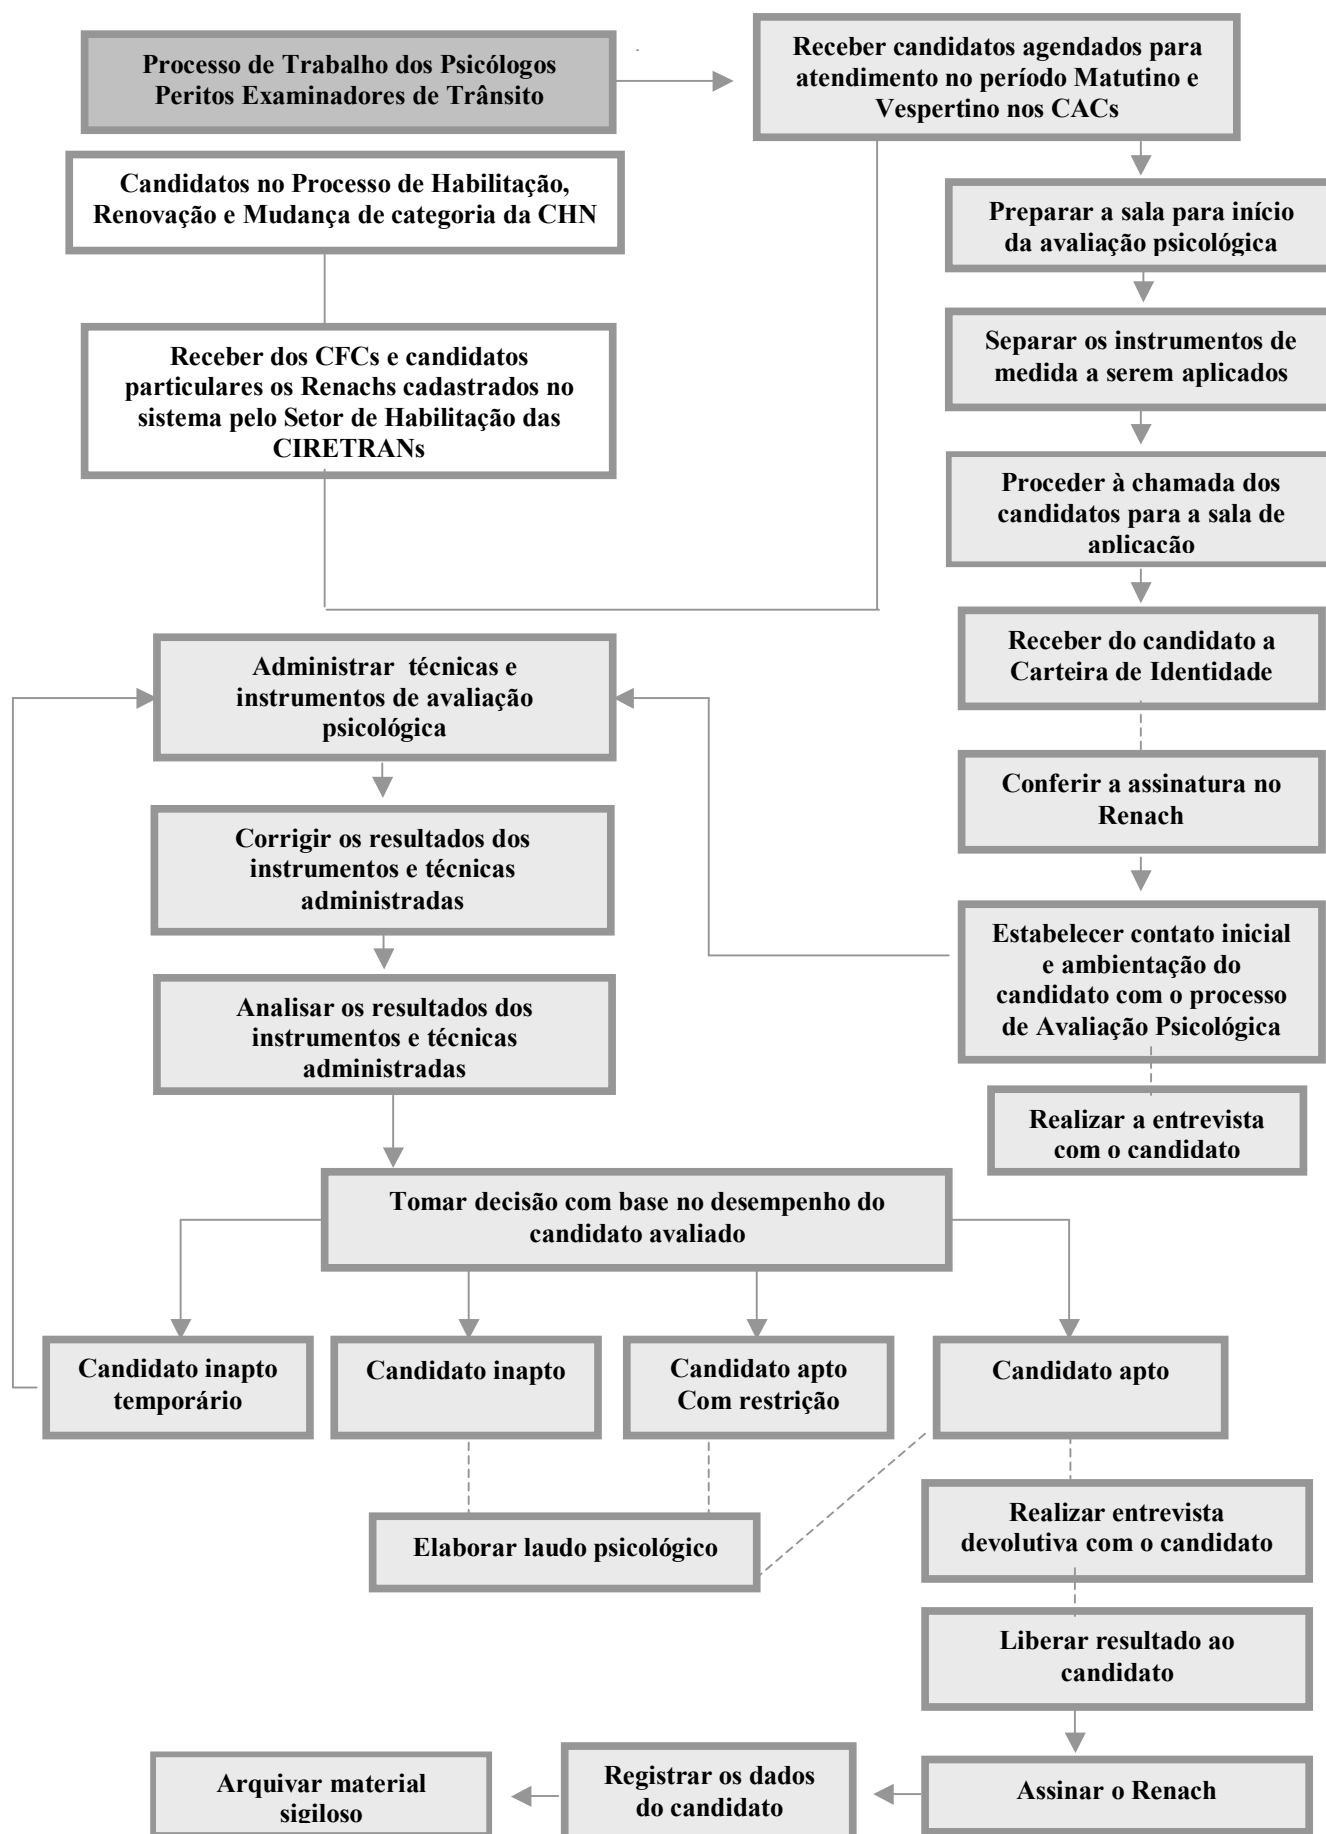 Processo de Trabalho dos Psicólogos
Peritos Examinadores de Trânsito
Receber candidatos agendados para
atendimento no período Matutino e
Vespertino nos CACs
Candidatos no Processo de Habilitação,
Renovação e Mudança de categoria da CHN
Preparar a sala para início
da avaliação psicológica
Receber dos CFCs e candidatos
particulares os Renachs cadastrados no
sistema pelo Setor de Habilitação das
CIRETRANs
Separar os instrumentos de
medida a serem aplicados
Proceder à chamada dos
candidatos para a sala de
aplicação
Receber do candidato a
Carteira de Identidade
Conferir a assinatura no
Renach
Estabelecer contato inicial
e ambientação do
candidato com o processo
de Avaliação Psicológica
Realizar a entrevista
com o candidato
Administrar técnicas e
instrumentos de avaliação
psicológica
Corrigir os resultados dos
instrumentos e técnicas
administradas
Analisar os resultados dos
instrumentos e técnicas
administradas
Tomar decisão com base no desempenho do
candidato avaliado
Candidato inapto
temporário
Candidato inapto
Candidato apto
Com restrição
Candidato apto
Elaborar laudo psicológico
Realizar entrevista
devolutiva com o candidato
Liberar resultado ao
candidato
Assinar o Renach
Registrar os dados
do candidato
Arquivar material
sigiloso